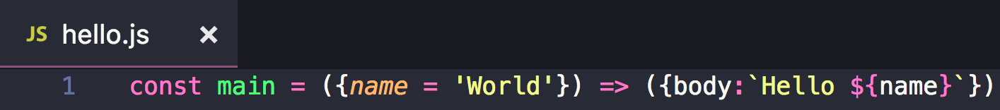 JS hello.js ×
1 const main = ({name = 'World'}) => ({body:`Hello ${name}`})